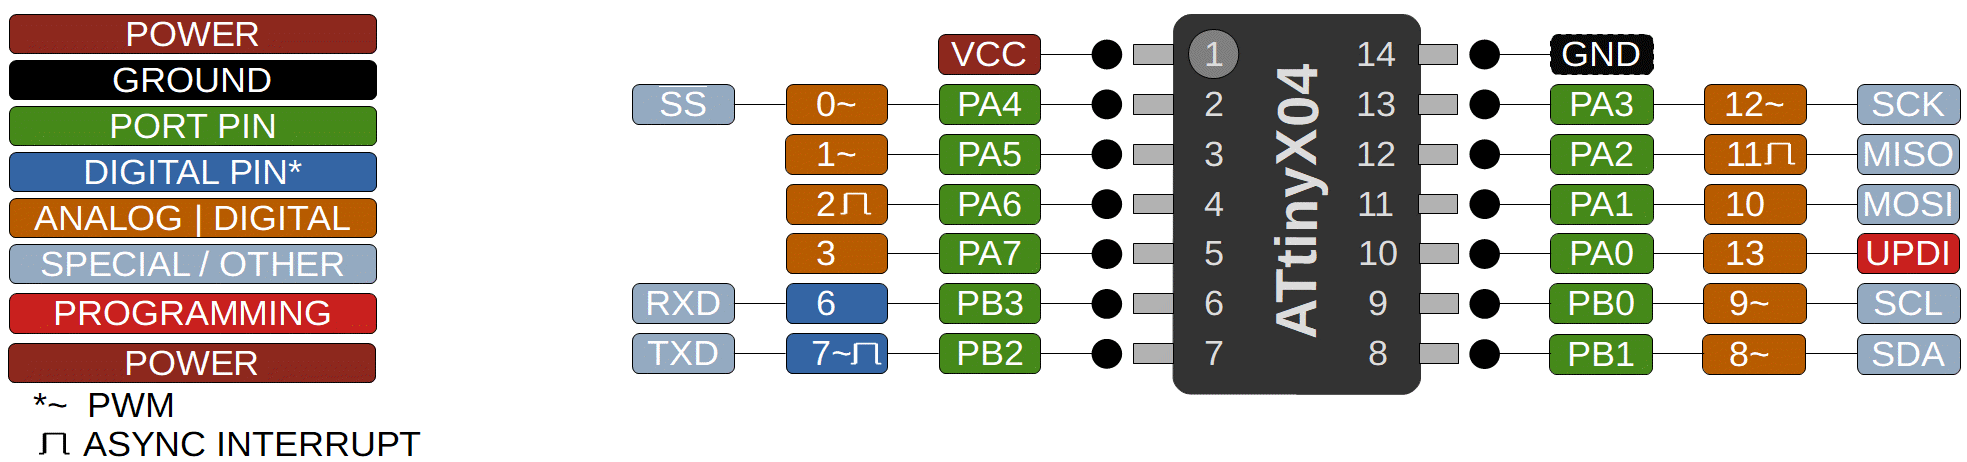 POWER
GROUND
PORT PIN
DIGITAL PIN*
ANALOG | DIGITAL
SPECIAL / OTHER
PROGRAMMING
POWER
*~ PWM
ASYNC INTERRUPT
VCC 1 14 GND
SS 0~ PA4 2 13 PA3 12~ SCK
1~ PA5 3 12 PA2 11 MISO
2 PA6 4 11 PA1 10 MOSI
3 PA7 5 10 PA0 13 UPDI
RXD 6 PB3 6 9 PB0 9~ SCL
TXD 7~ PB2 7 8 PB1 8~ SDA
ATtinyX04